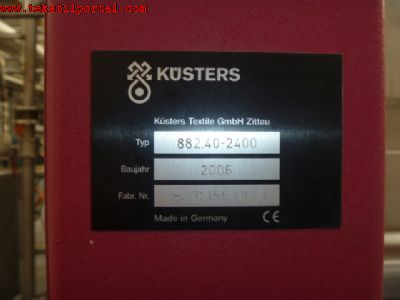 www.tekstilportal.com
KÜSTERS
Küsters Textile GmbH Zittau
Typ 882.40-2400
Baujahr 2006
Fabr. Nr.
Made in Germany CE